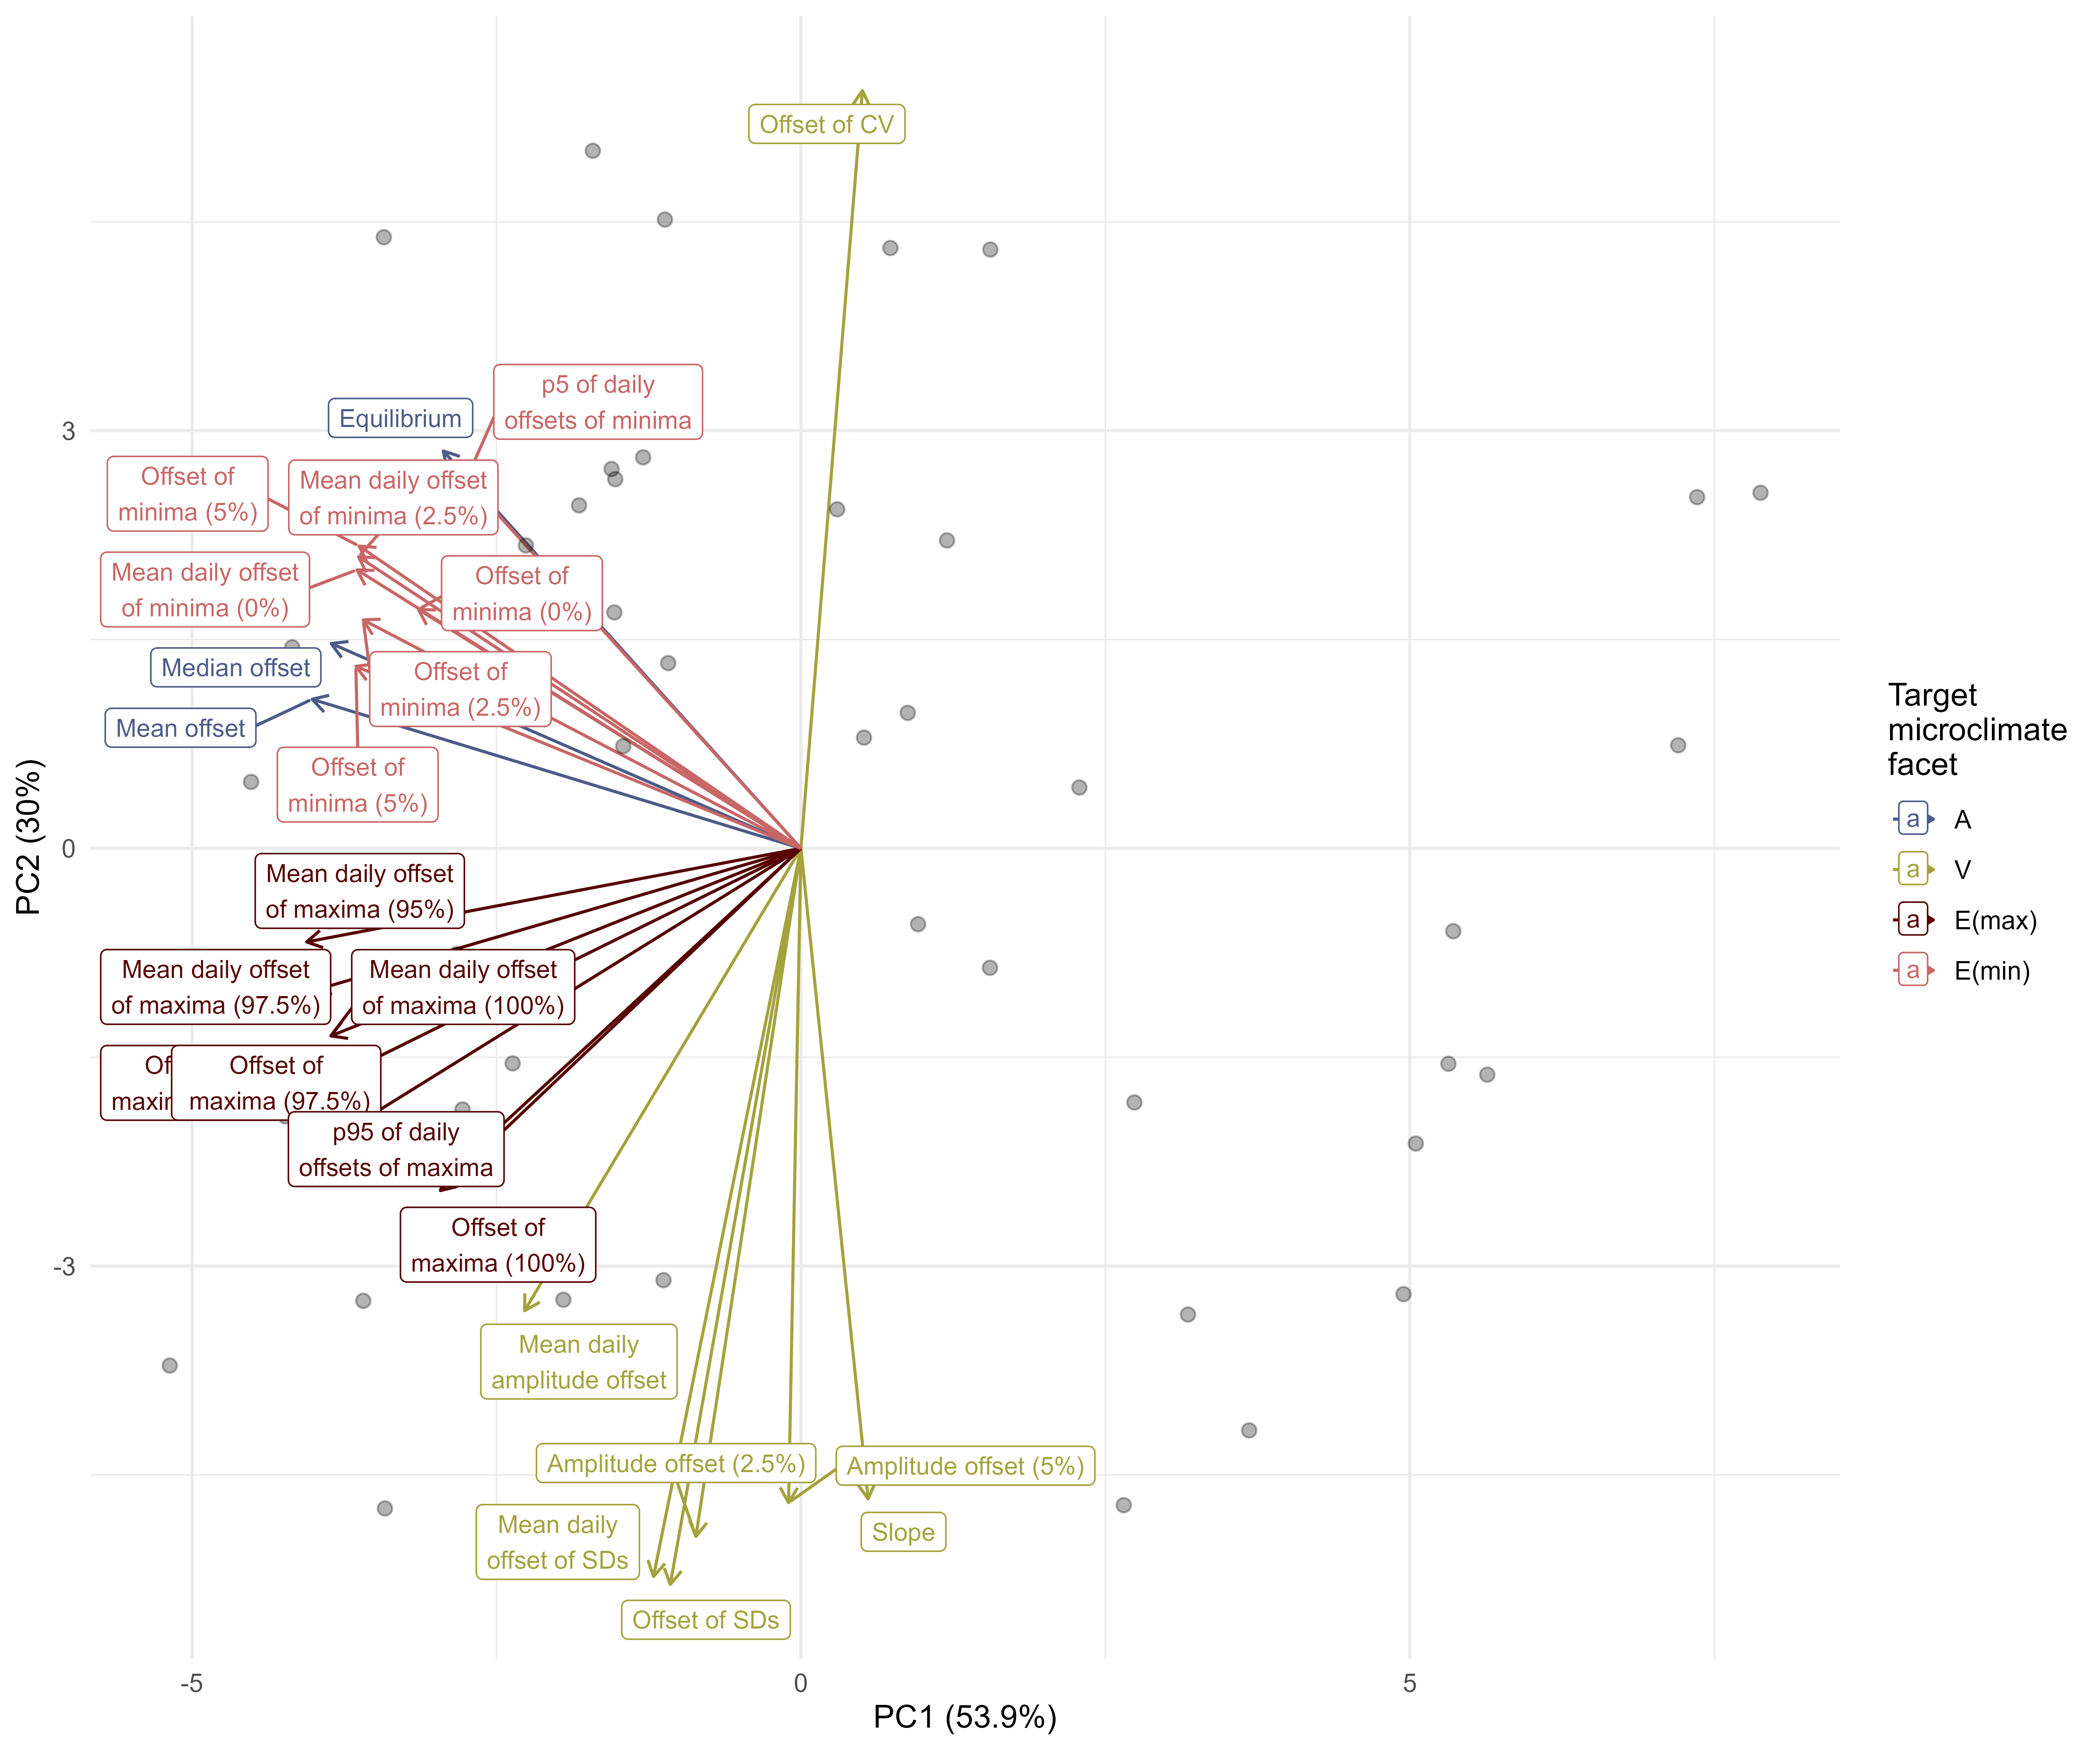 Offset of CV
p5 of daily
offsets of minima
Equilibrium
Offset of
minima (5%)
Mean daily offset
of minima (2.5%)
Mean daily offset
of minima (0%)
Offset of
minima (0%)
Median offset
Offset of
minima (2.5%)
Mean offset
Offset of
minima (5%)
Mean daily offset
of maxima (95%)
Mean daily offset
of maxima (97.5%)
Mean daily offset
of maxima (100%)
Offset of
maxima (97.5%)
p95 of daily
offsets of maxima
Offset of
maxima (100%)
Mean daily
amplitude offset
Amplitude offset (2.5%)
Amplitude offset (5%)
Mean daily
offset of SDs
Slope
Offset of SDs
3
0
-3
PC2 (30%)
-5
0
5
PC1 (53.9%)
Target
microclimate
facet
a A
a V
a E(max)
a E(min)